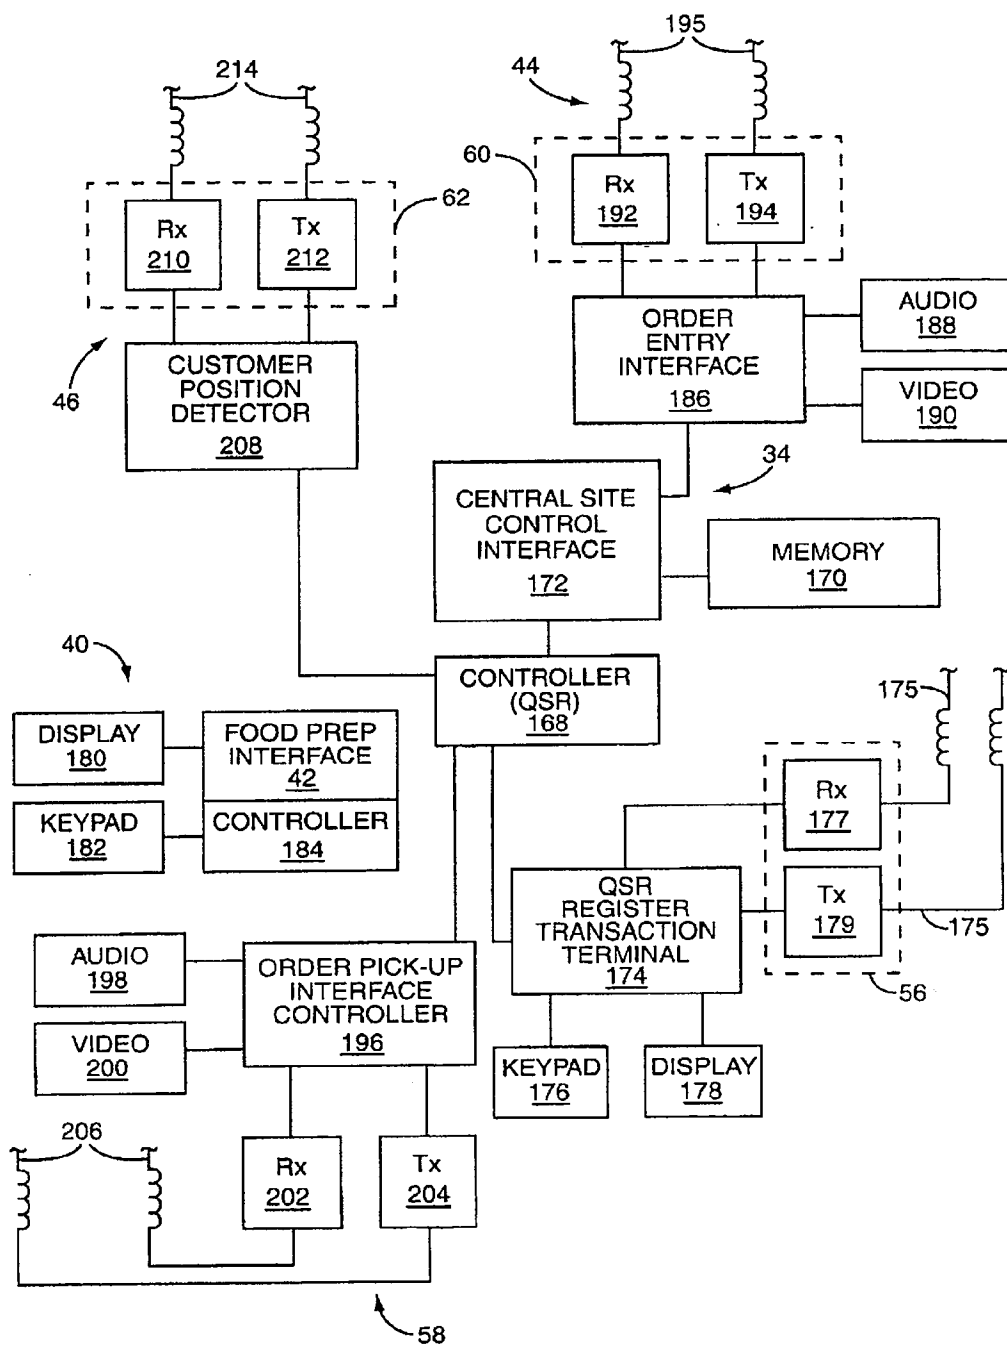 195
214
44
60
Rx
192
Tx
194
62
Rx
210
Tx
212
ORDER
ENTRY
INTERFACE
186
AUDIO
188
VIDEO
190
46
CUSTOMER
POSITION
DETECTOR
208
34
CENTRAL SITE
CONTROL
INTERFACE
172
MEMORY
170
40
CONTROLLER
(QSR)
168
175
DISPLAY
180
FOOD PREP
INTERFACE
42
KEYPAD
182
CONTROLLER
184
Rx
177
QSR
REGISTER
TRANSACTION
TERMINAL
174
Tx
179
175
56
AUDIO
198
ORDER PICK-UP
INTERFACE
CONTROLLER
196
VIDEO
200
KEYPAD
176
DISPLAY
178
206
Rx
202
Tx
204
58